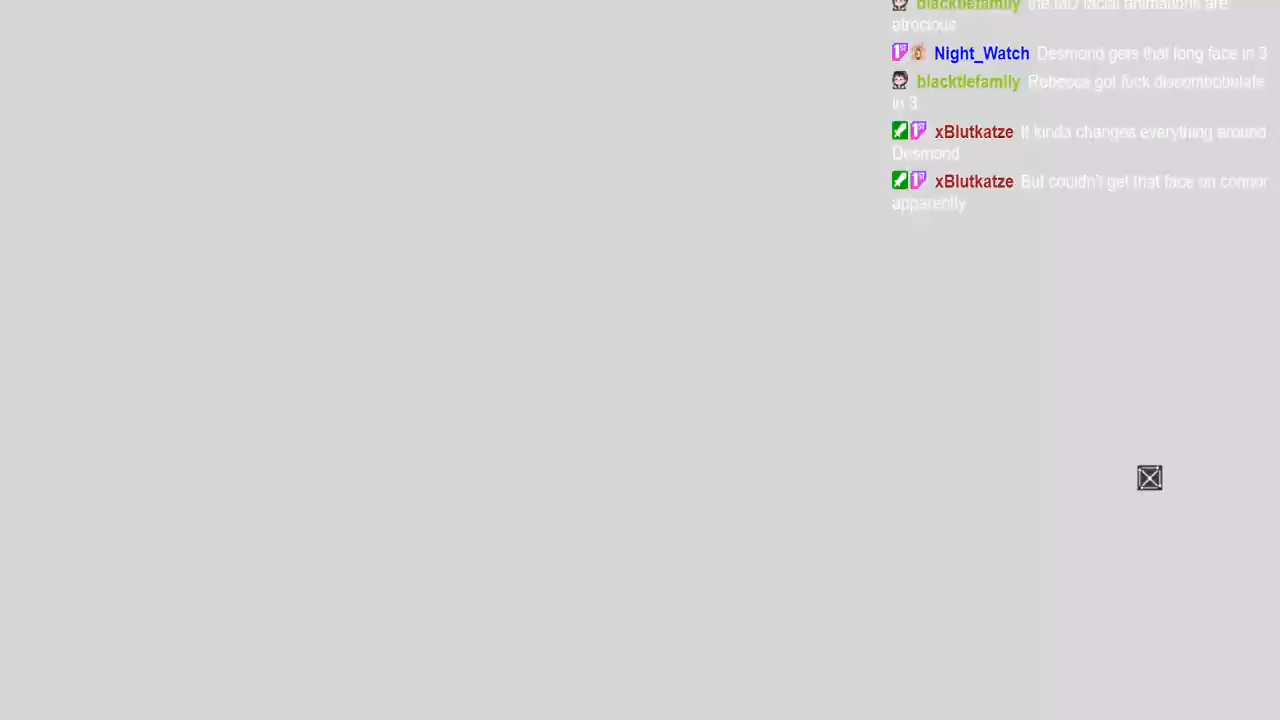 blacktiefamily the MD facial animations are
atrocious
Night_Watch Desmond gets that long face in 3
blacktiefamily Rebecca got fuck discombobulate
in 3
xBlutkatze It kinda changes everything around
Desmond
xBlutkatze But couldn't get that face on connor
apparently